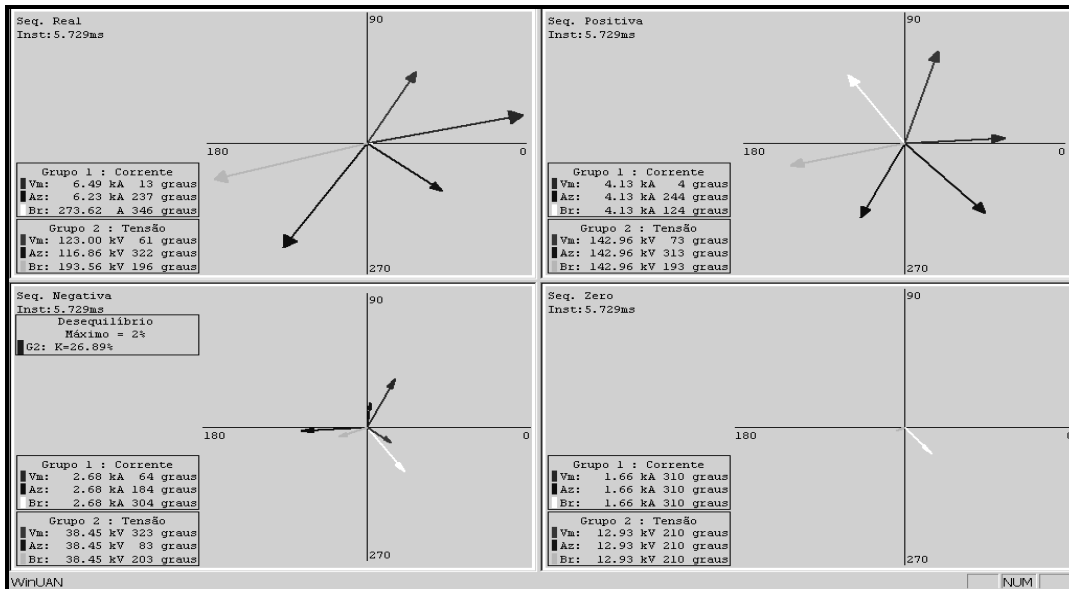 Seq. Real
Inst:5.729ms
90
180
0
270
Grupo 1 : Corrente
Vm: 6.49 kA 13 graus
Az: 6.23 kA 237 graus
Br: 273.62 A 346 graus
Grupo 2 : Tensão
Vm: 123.00 kV 61 graus
Az: 116.86 kV 322 graus
Br: 193.56 kV 196 graus
Seq. Positiva
Inst:5.729ms
90
180
0
270
Grupo 1 : Corrente
Vm: 4.13 kA 4 graus
Az: 4.13 kA 244 graus
Br: 4.13 kA 124 graus
Grupo 2 : Tensão
Vm: 142.96 kV 73 graus
Az: 142.96 kV 313 graus
Br: 142.96 kV 193 graus
Seq. Negativa
Inst:5.729ms
Desequilíbrio
Máximo = 2%
G2: K=26.89%
90
180
0
270
Grupo 1 : Corrente
Vm: 2.68 kA 64 graus
Az: 2.68 kA 184 graus
Br: 2.68 kA 304 graus
Grupo 2 : Tensão
Vm: 38.45 kV 323 graus
Az: 38.45 kV 83 graus
Br: 38.45 kV 203 graus
Seq. Zero
Inst:5.729ms
90
180
0
270
Grupo 1 : Corrente
Vm: 1.66 kA 310 graus
Az: 1.66 kA 310 graus
Br: 1.66 kA 310 graus
Grupo 2 : Tensão
Vm: 12.93 kV 210 graus
Az: 12.93 kV 210 graus
Br: 12.93 kV 210 graus
WinUAN
NUM